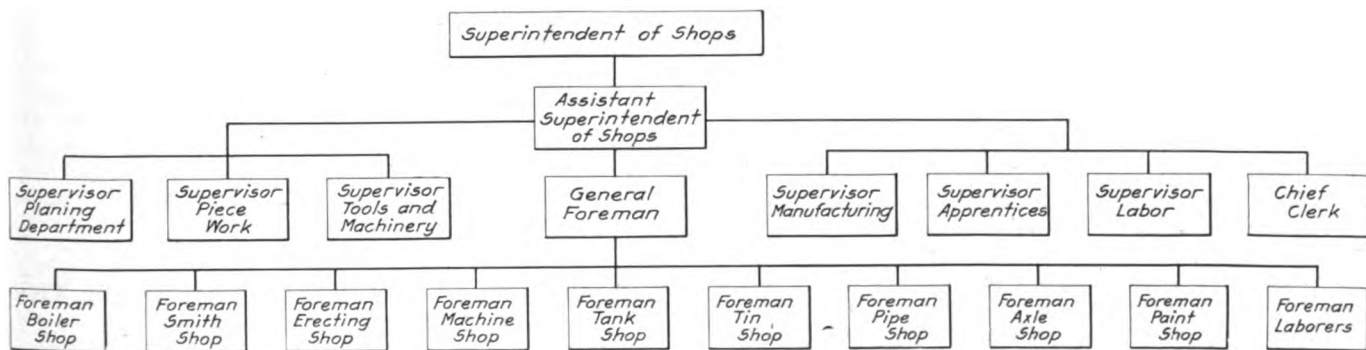 Superintendent of Shops
Assistant
Superintendent
of Shops
Supervisor
Planing
Department
Supervisor
Piece
Work
Supervisor
Tools and
Machinery
General
Foreman
Supervisor
Manufacturing
Supervisor
Apprentices
Supervisor
Labor
Chief
Clerk
Foreman
Boiler
Shop
Foreman
Smith
Shop
Foreman
Erecting
Shop
Foreman
Machine
Shop
Foreman
Tank
Shop
Foreman
Tin
Shop
Foreman
Pipe
Shop
Foreman
Axle
Shop
Foreman
Paint
Shop
Foreman
Laborers